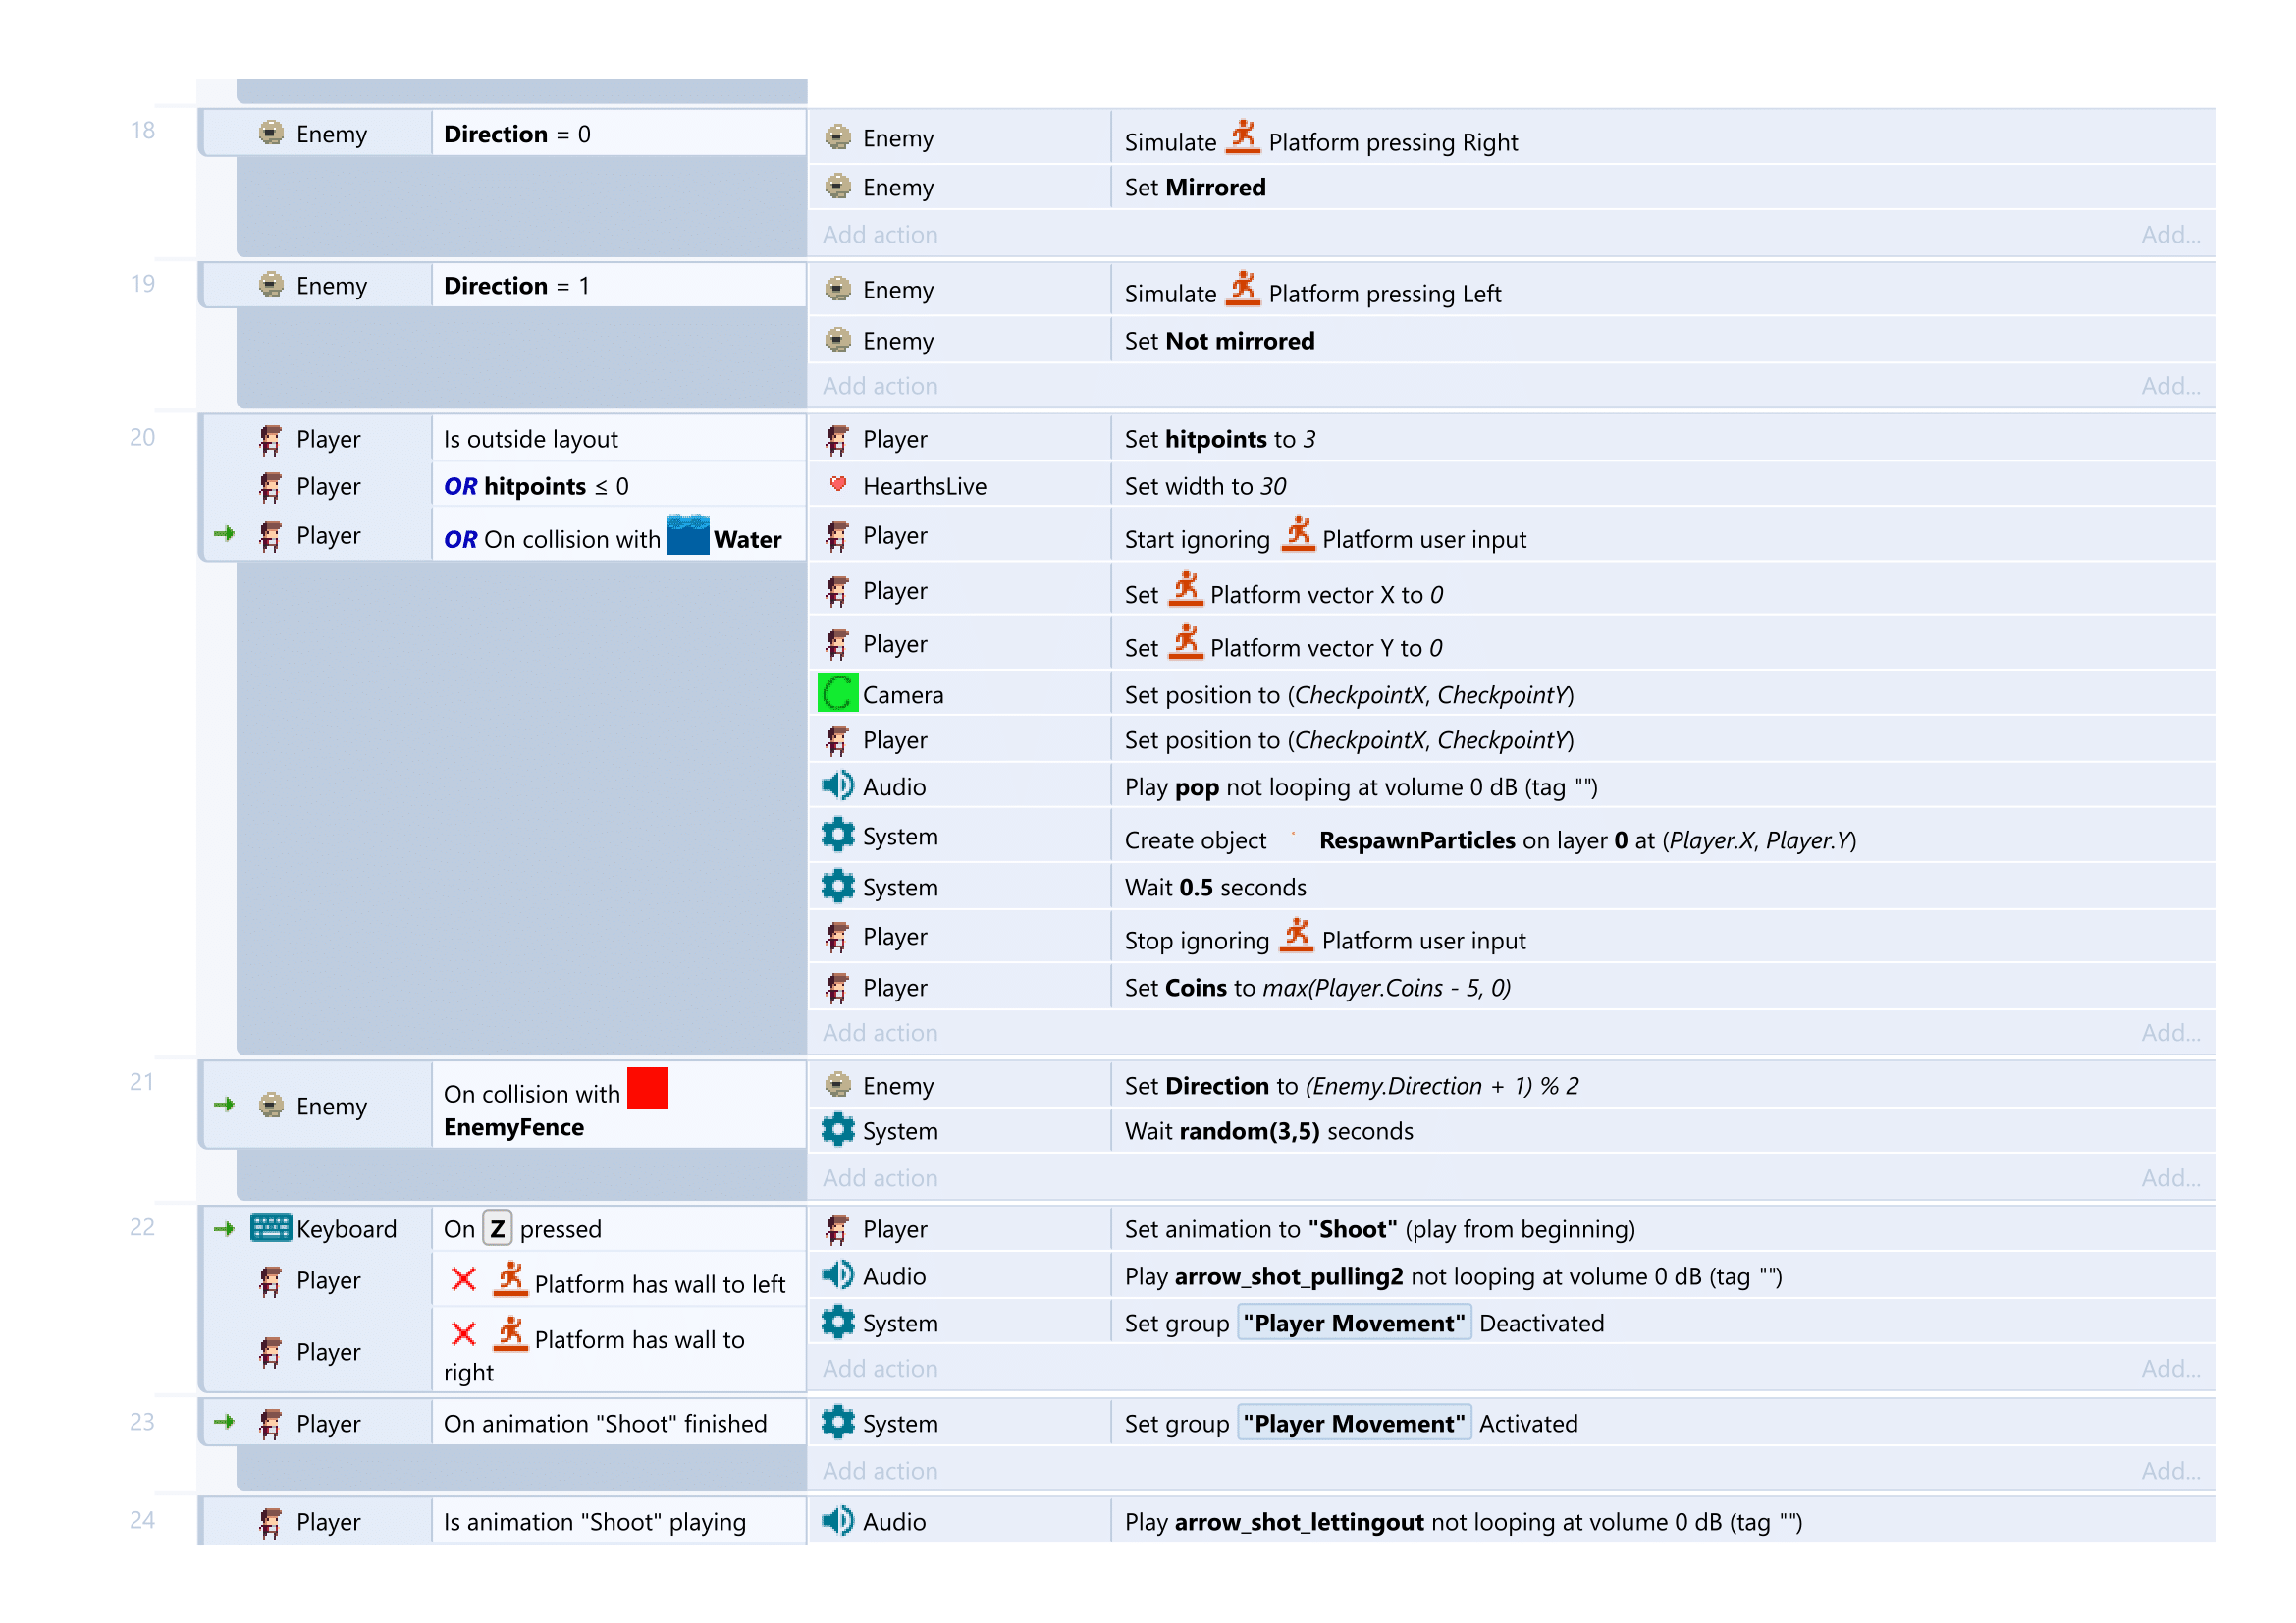 18
Enemy Direction = 0
Enemy Simulate Platform pressing Right
Enemy Set Mirrored
Add action Add...
19
Enemy Direction = 1
Enemy Simulate Platform pressing Left
Enemy Set Not mirrored
Add action Add...
20
Player Is outside layout
Player OR hitpoints ≤ 0
Player OR On collision with Water
Player Set hitpoints to 3
HearthsLive Set width to 30
Player Start ignoring Platform user input
Player Set Platform vector X to 0
Player Set Platform vector Y to 0
C Camera Set position to (CheckpointX, CheckpointY)
Player Set position to (CheckpointX, CheckpointY)
Audio Play pop not looping at volume 0 dB (tag "")
System Create object RespawnParticles on layer 0 at (Player.X, Player.Y)
System Wait 0.5 seconds
Player Stop ignoring Platform user input
Player Set Coins to max(Player.Coins - 5, 0)
Add action Add...
21
Enemy On collision with
EnemyFence
Enemy Set Direction to (Enemy.Direction + 1) % 2
System Wait random(3,5) seconds
Add action Add...
22
Keyboard On Z pressed
Player Platform has wall to left
Player Platform has wall to
right
Player Set animation to "Shoot" (play from beginning)
Audio Play arrow_shot_pulling2 not looping at volume 0 dB (tag "")
System Set group "Player Movement" Deactivated
Add action Add...
23
Player On animation "Shoot" finished
System Set group "Player Movement" Activated
Add action Add...
24
Player Is animation "Shoot" playing
Audio Play arrow_shot_lettingout not looping at volume 0 dB (tag "")